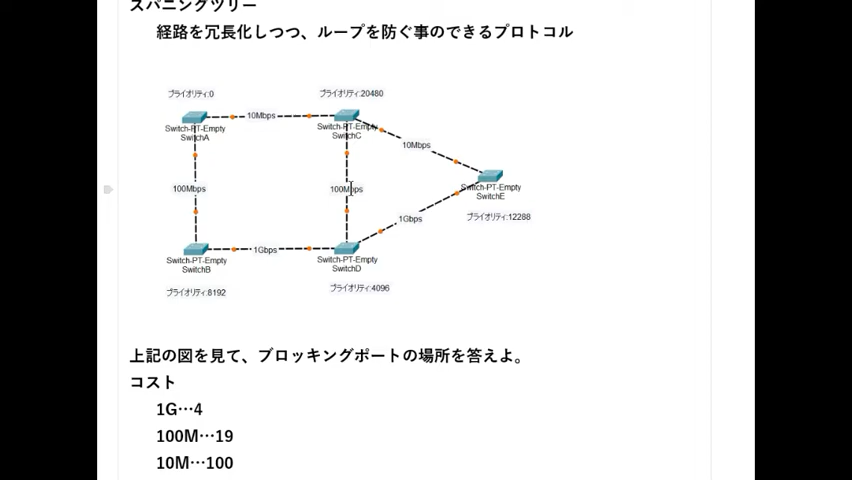 スパニングツリー
経路を冗長化しつつ、ループを防ぐ事のできるプロトコル
プライオリティ:0
プライオリティ:20480
10Mbps
Switch-PT-Empty
SwitchA
Switch-PT-Empty
SwitchC
10Mbps
100Mbps
100Mbps
Switch-PT-Empty
SwitchE
プライオリティ:12288
1Gbps
1Gbps
Switch-PT-Empty
SwitchB
Switch-PT-Empty
SwitchD
プライオリティ:8192
プライオリティ:4096
上記の図を見て、ブロッキングポートの場所を答えよ。
コスト
1G…4
100M…19
10M…100